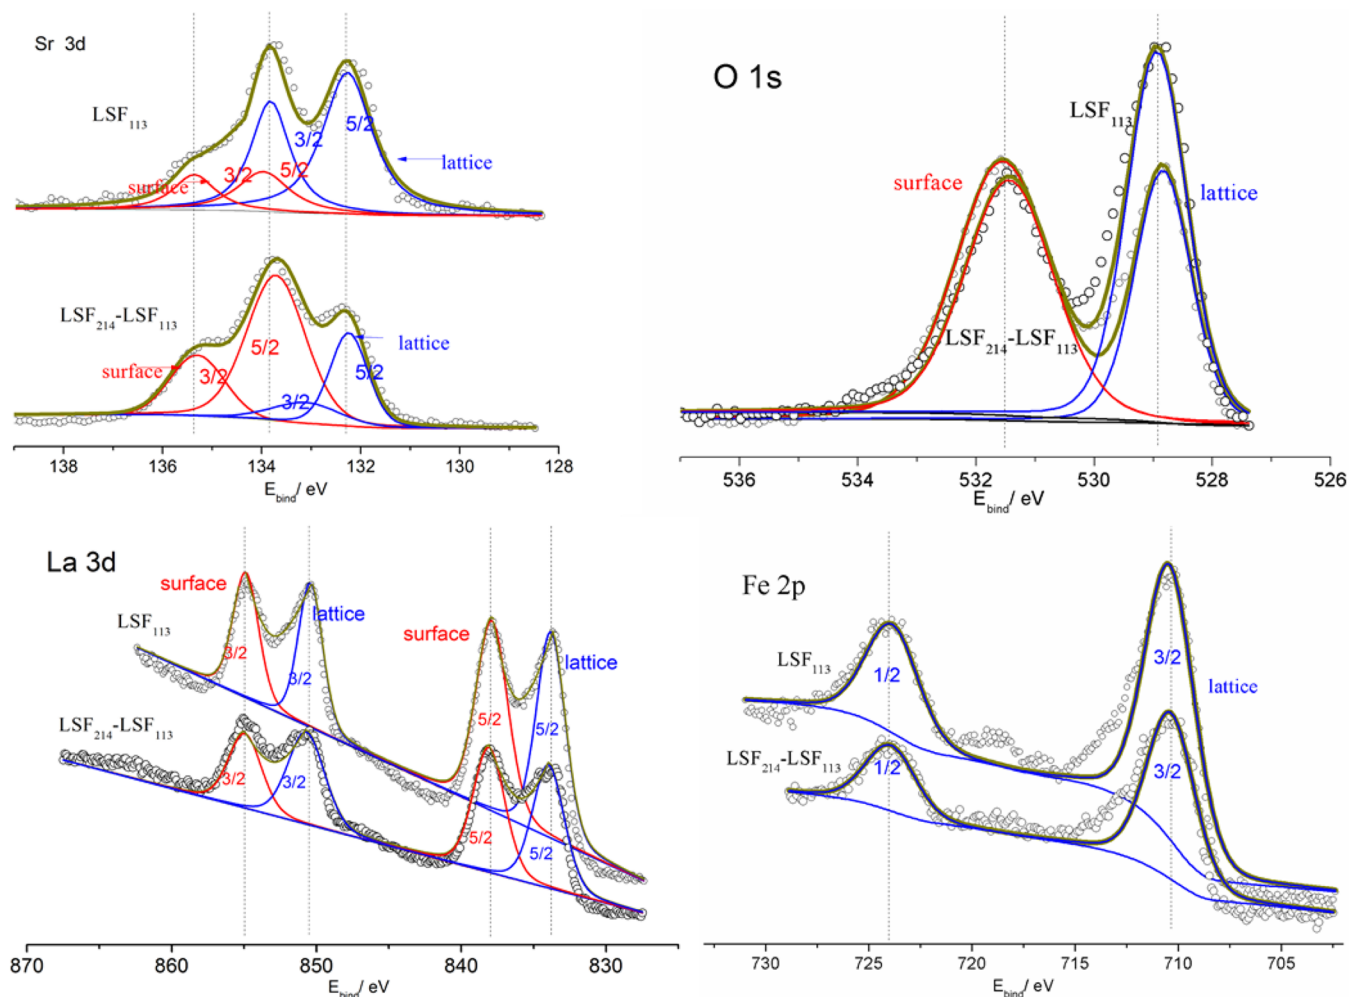 Sr 3d
LSF113
3/2
5/2
3/2
5/2
lattice
surface
LSF214-LSF113
5/2
lattice
surface
3/2
3/2
5/2
138 136 134 132 130 128
Ebind/ eV
O 1s
LSF113
surface
lattice
LSF214-LSF113
536 534 532 530 528 526
Ebind/ eV
La 3d
surface
LSF113
lattice
surface
lattice
3/2
3/2
5/2
5/2
LSF214-LSF113
3/2
3/2
5/2
5/2
870 860 850 840 830
Ebind/ eV
Fe 2p
LSF113
1/2
3/2
lattice
LSF214-LSF113
1/2
3/2
730 725 720 715 710 705
Ebind/ eV